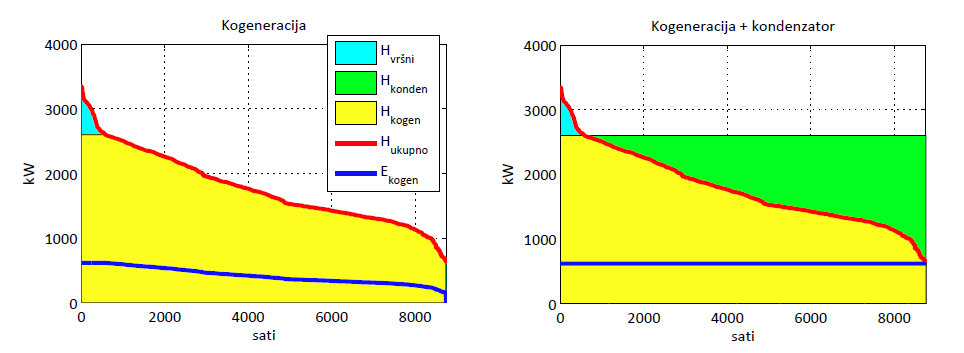 Kogeneracija
4000
3000
2000
1000
0
kW
0
2000
4000
6000
8000
sati
H vršni
H konden
H kogen
H ukupno
E kogen
Kogeneracija + kondenzator
4000
3000
2000
1000
0
kW
0
2000
4000
6000
8000
sati